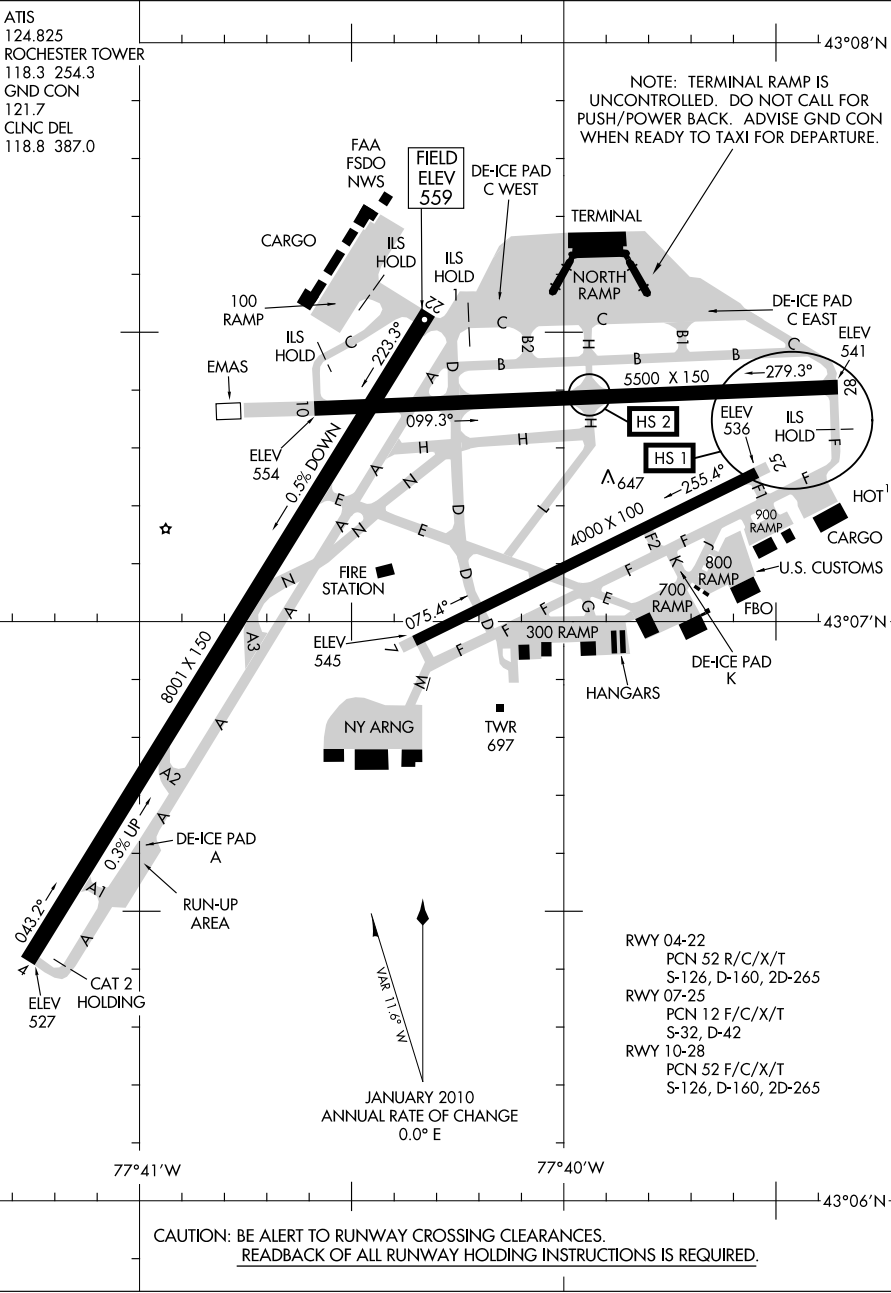 ATIS
124.825
ROCHESTER TOWER
118.3 254.3
GND CON
121.7
CLNC DEL
118.8 387.0
43°08'N
NOTE: TERMINAL RAMP IS
UNCONTROLLED. DO NOT CALL FOR
PUSH/POWER BACK. ADVISE GND CON
WHEN READY TO TAXI FOR DEPARTURE.
FAA
FSDO
NWS
FIELD
ELEV
559
DE-ICE PAD
C WEST
TERMINAL
CARGO
ILS
HOLD
ILS
HOLD
NORTH
RAMP
100
RAMP
22
DE-ICE PAD
C EAST
ILS
HOLD
C
223.3°
C
C
B2
H
B1
C
ELEV
541
EMAS
A
D
B
B
B
279.3°
5500 X 150
28
10
099.3°
HS 2
ELEV
536
ILS
HOLD
F
ELEV
554
0.5% DOWN
H
H
H
HS 1
25
647
255.4°
A
N
E
A
N
E
D
I
4000 X 100
F1
F
HOT¹
900
RAMP
CARGO
F2
F
J
800
RAMP
U.S. CUSTOMS
K
FIRE
STATION
N
A
D
F
700
RAMP
FBO
075.4°
E
G
43°07'N
A3
ELEV
545
7
D
F
F
F
300 RAMP
DE-ICE PAD
K
HANGARS
8001 X 150
W
A
NY ARNG
TWR
697
A2
A
0.3% UP
DE-ICE PAD
A
RUN-UP
AREA
A1
043.2°
A
4
CAT 2
HOLDING
ELEV
527
VAR 11.6° W
JANUARY 2010
ANNUAL RATE OF CHANGE
0.0° E
RWY 04-22
PCN 52 R/C/X/T
S-126, D-160, 2D-265
RWY 07-25
PCN 12 F/C/X/T
S-32, D-42
RWY 10-28
PCN 52 F/C/X/T
S-126, D-160, 2D-265
77°41'W
77°40'W
43°06'N
CAUTION: BE ALERT TO RUNWAY CROSSING CLEARANCES.
READBACK OF ALL RUNWAY HOLDING INSTRUCTIONS IS REQUIRED.